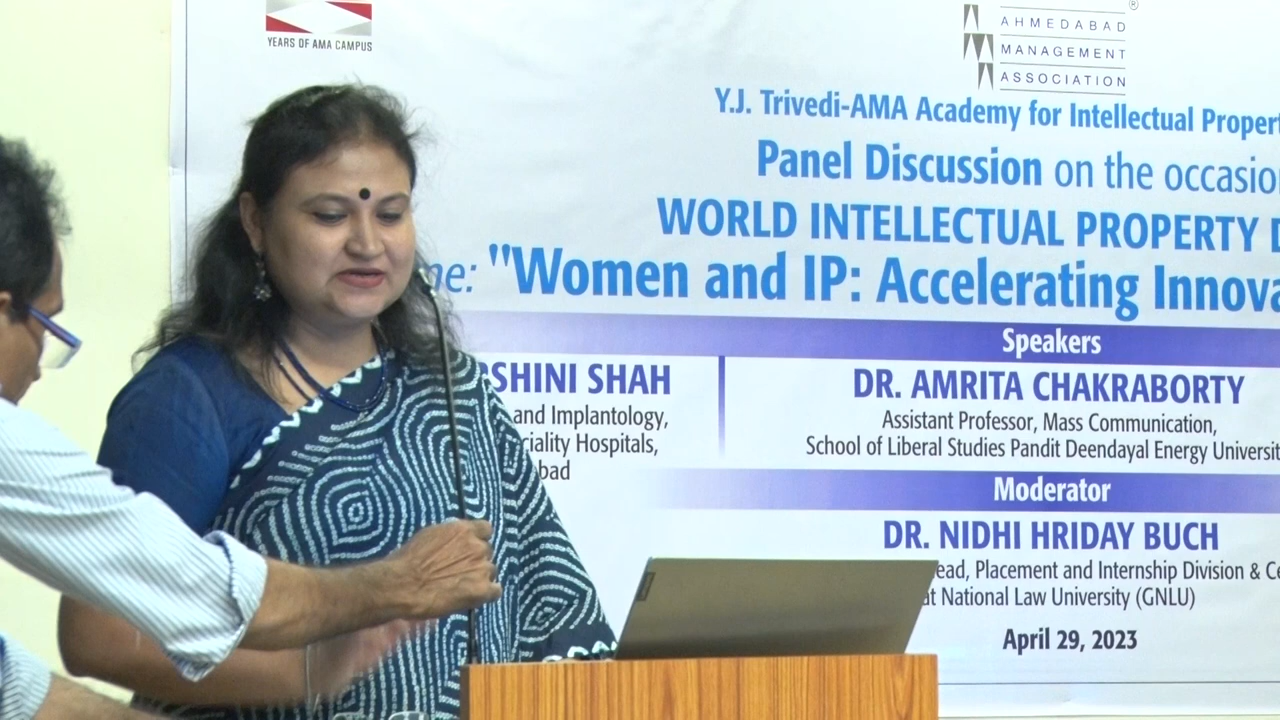 YEARS OF AMA CAMPUS
®
AHMEDABAD
MANAGEMENT
ASSOCIATION
Y.J. Trivedi-AMA Academy for Intellectual Propert
Panel Discussion on the occasio
WORLD INTELLECTUAL PROPERTY D
me: "Women and IP: Accelerating Innova
Speakers
SHINI SHAH
and Implantology,
ciality Hospitals,
bad
DR. AMRITA CHAKRABORTY
Assistant Professor, Mass Communication,
School of Liberal Studies Pandit Deendayal Energy Universit
Moderator
DR. NIDHI HRIDAY BUCH
ead, Placement and Internship Division & Ce
at National Law University (GNLU)
April 29, 2023